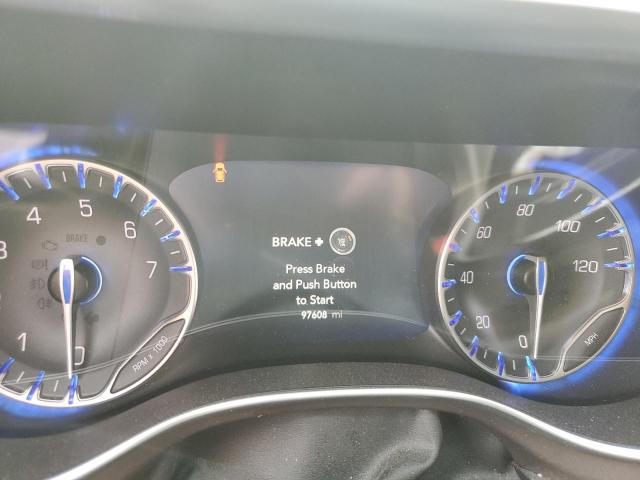 4 5 6 7
3
BRAKE
1 0
RPM x 1000
BRAKE +
Press Brake
and Push Button
to Start
97608 mi
0 20 40 60 80 100 120
MPH